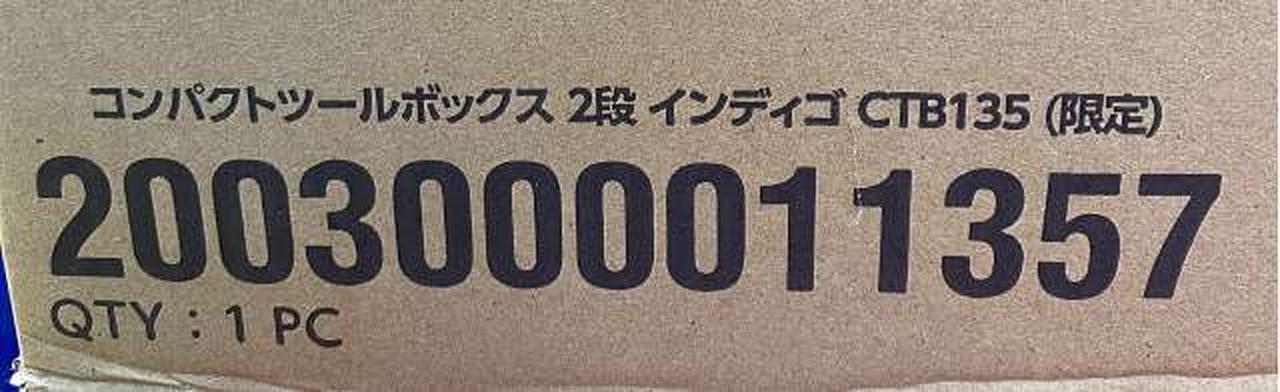 コンパクトツールボックス 2段 インディゴ CTB135 (限定)
2003000011357
QTY : 1 PC